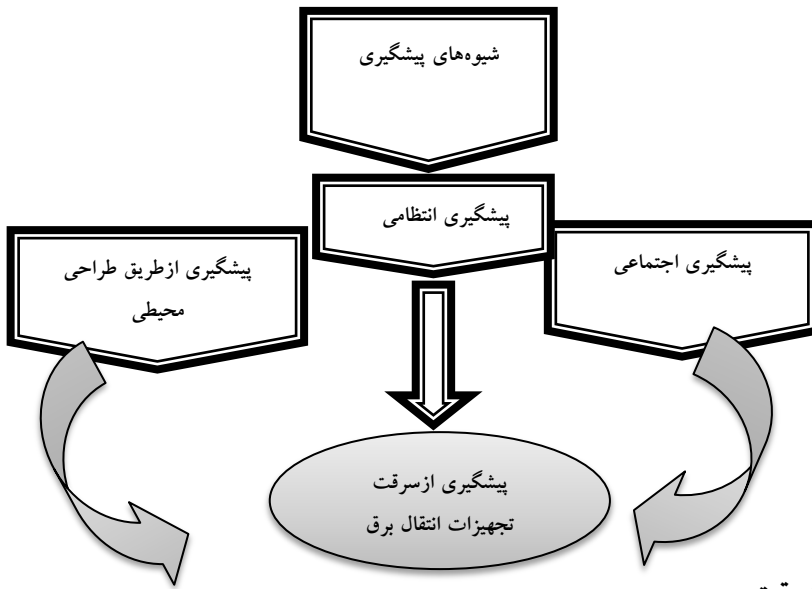 شیوه‌های پیشگیری
پیشگیری انتظامی
پیشگیری اجتماعی
پیشگیری ازطریق طراحی
محیطی
پیشگیری ازسرقت
تجهیزات انتقال برق